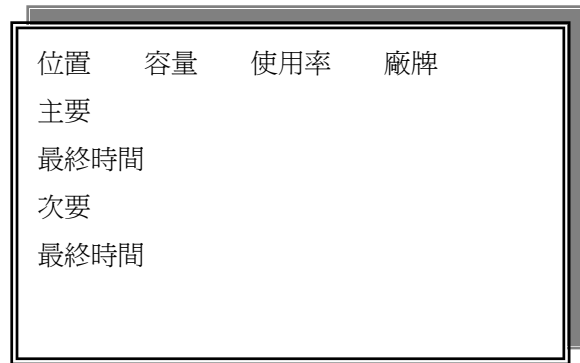 位置 容量 使用率 廠牌
主要
最終時間
次要
最終時間